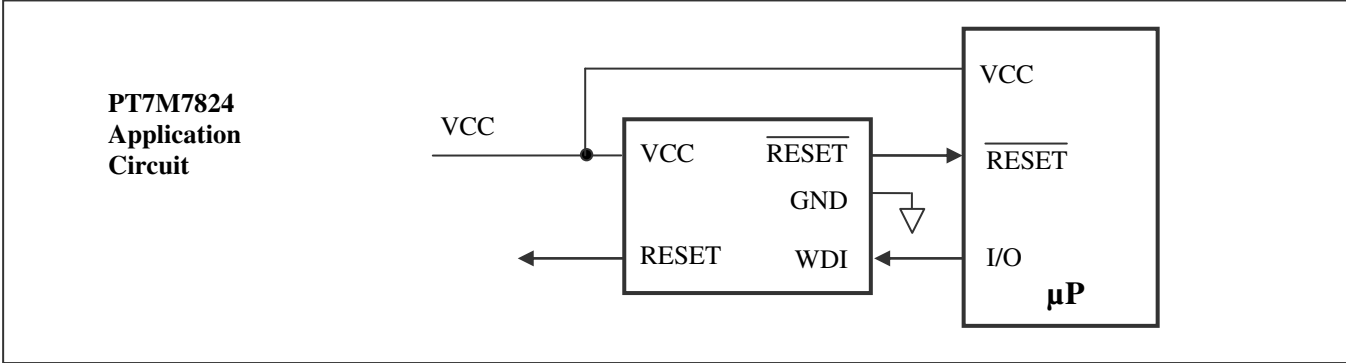 PT7M7824
Application
Circuit
VCC
VCC
RESET
GND
RESET
WDI
VCC
RESET
I/O
µP